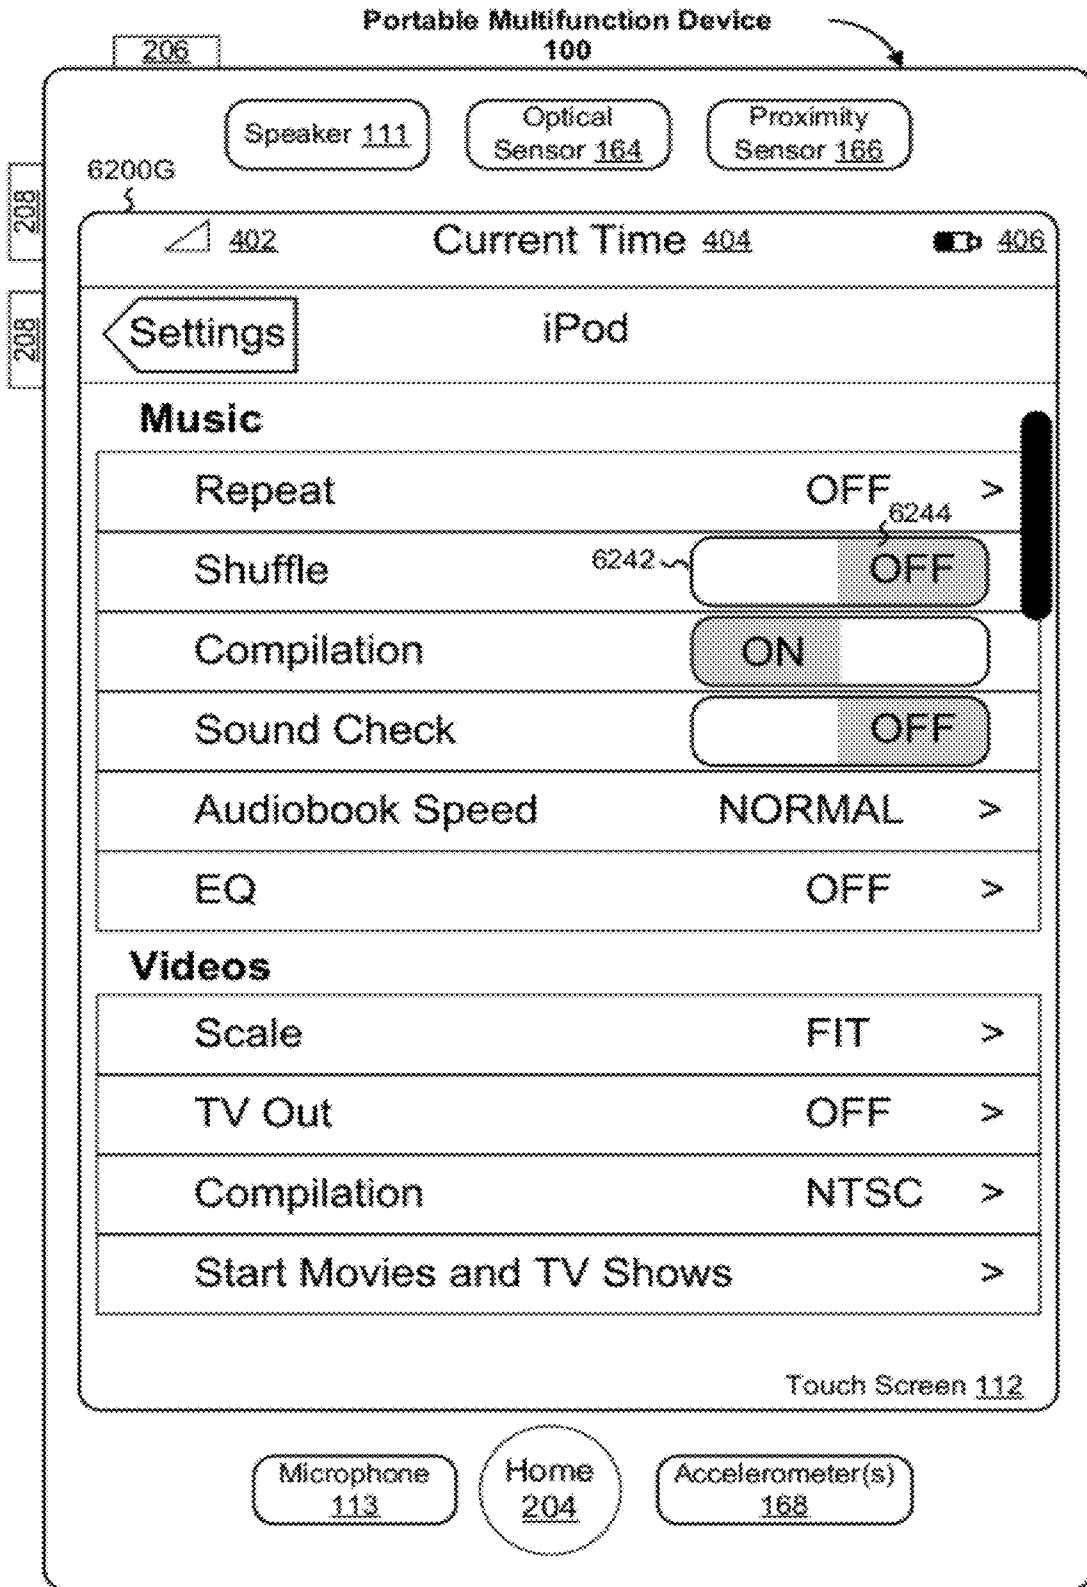 Portable Multifunction Device
100
206
Speaker 111
Optical
Sensor 164
Proximity
Sensor 166
6200G
208
208
402
Current Time 404
406
Settings
iPod
Music
Repeat OFF >
6244
Shuffle 6242 OFF
Compilation ON
Sound Check OFF
Audiobook Speed NORMAL >
EQ OFF >
Videos
Scale FIT >
TV Out OFF >
Compilation NTSC >
Start Movies and TV Shows >
Touch Screen 112
Microphone
113
Home
204
Accelerometer(s)
168